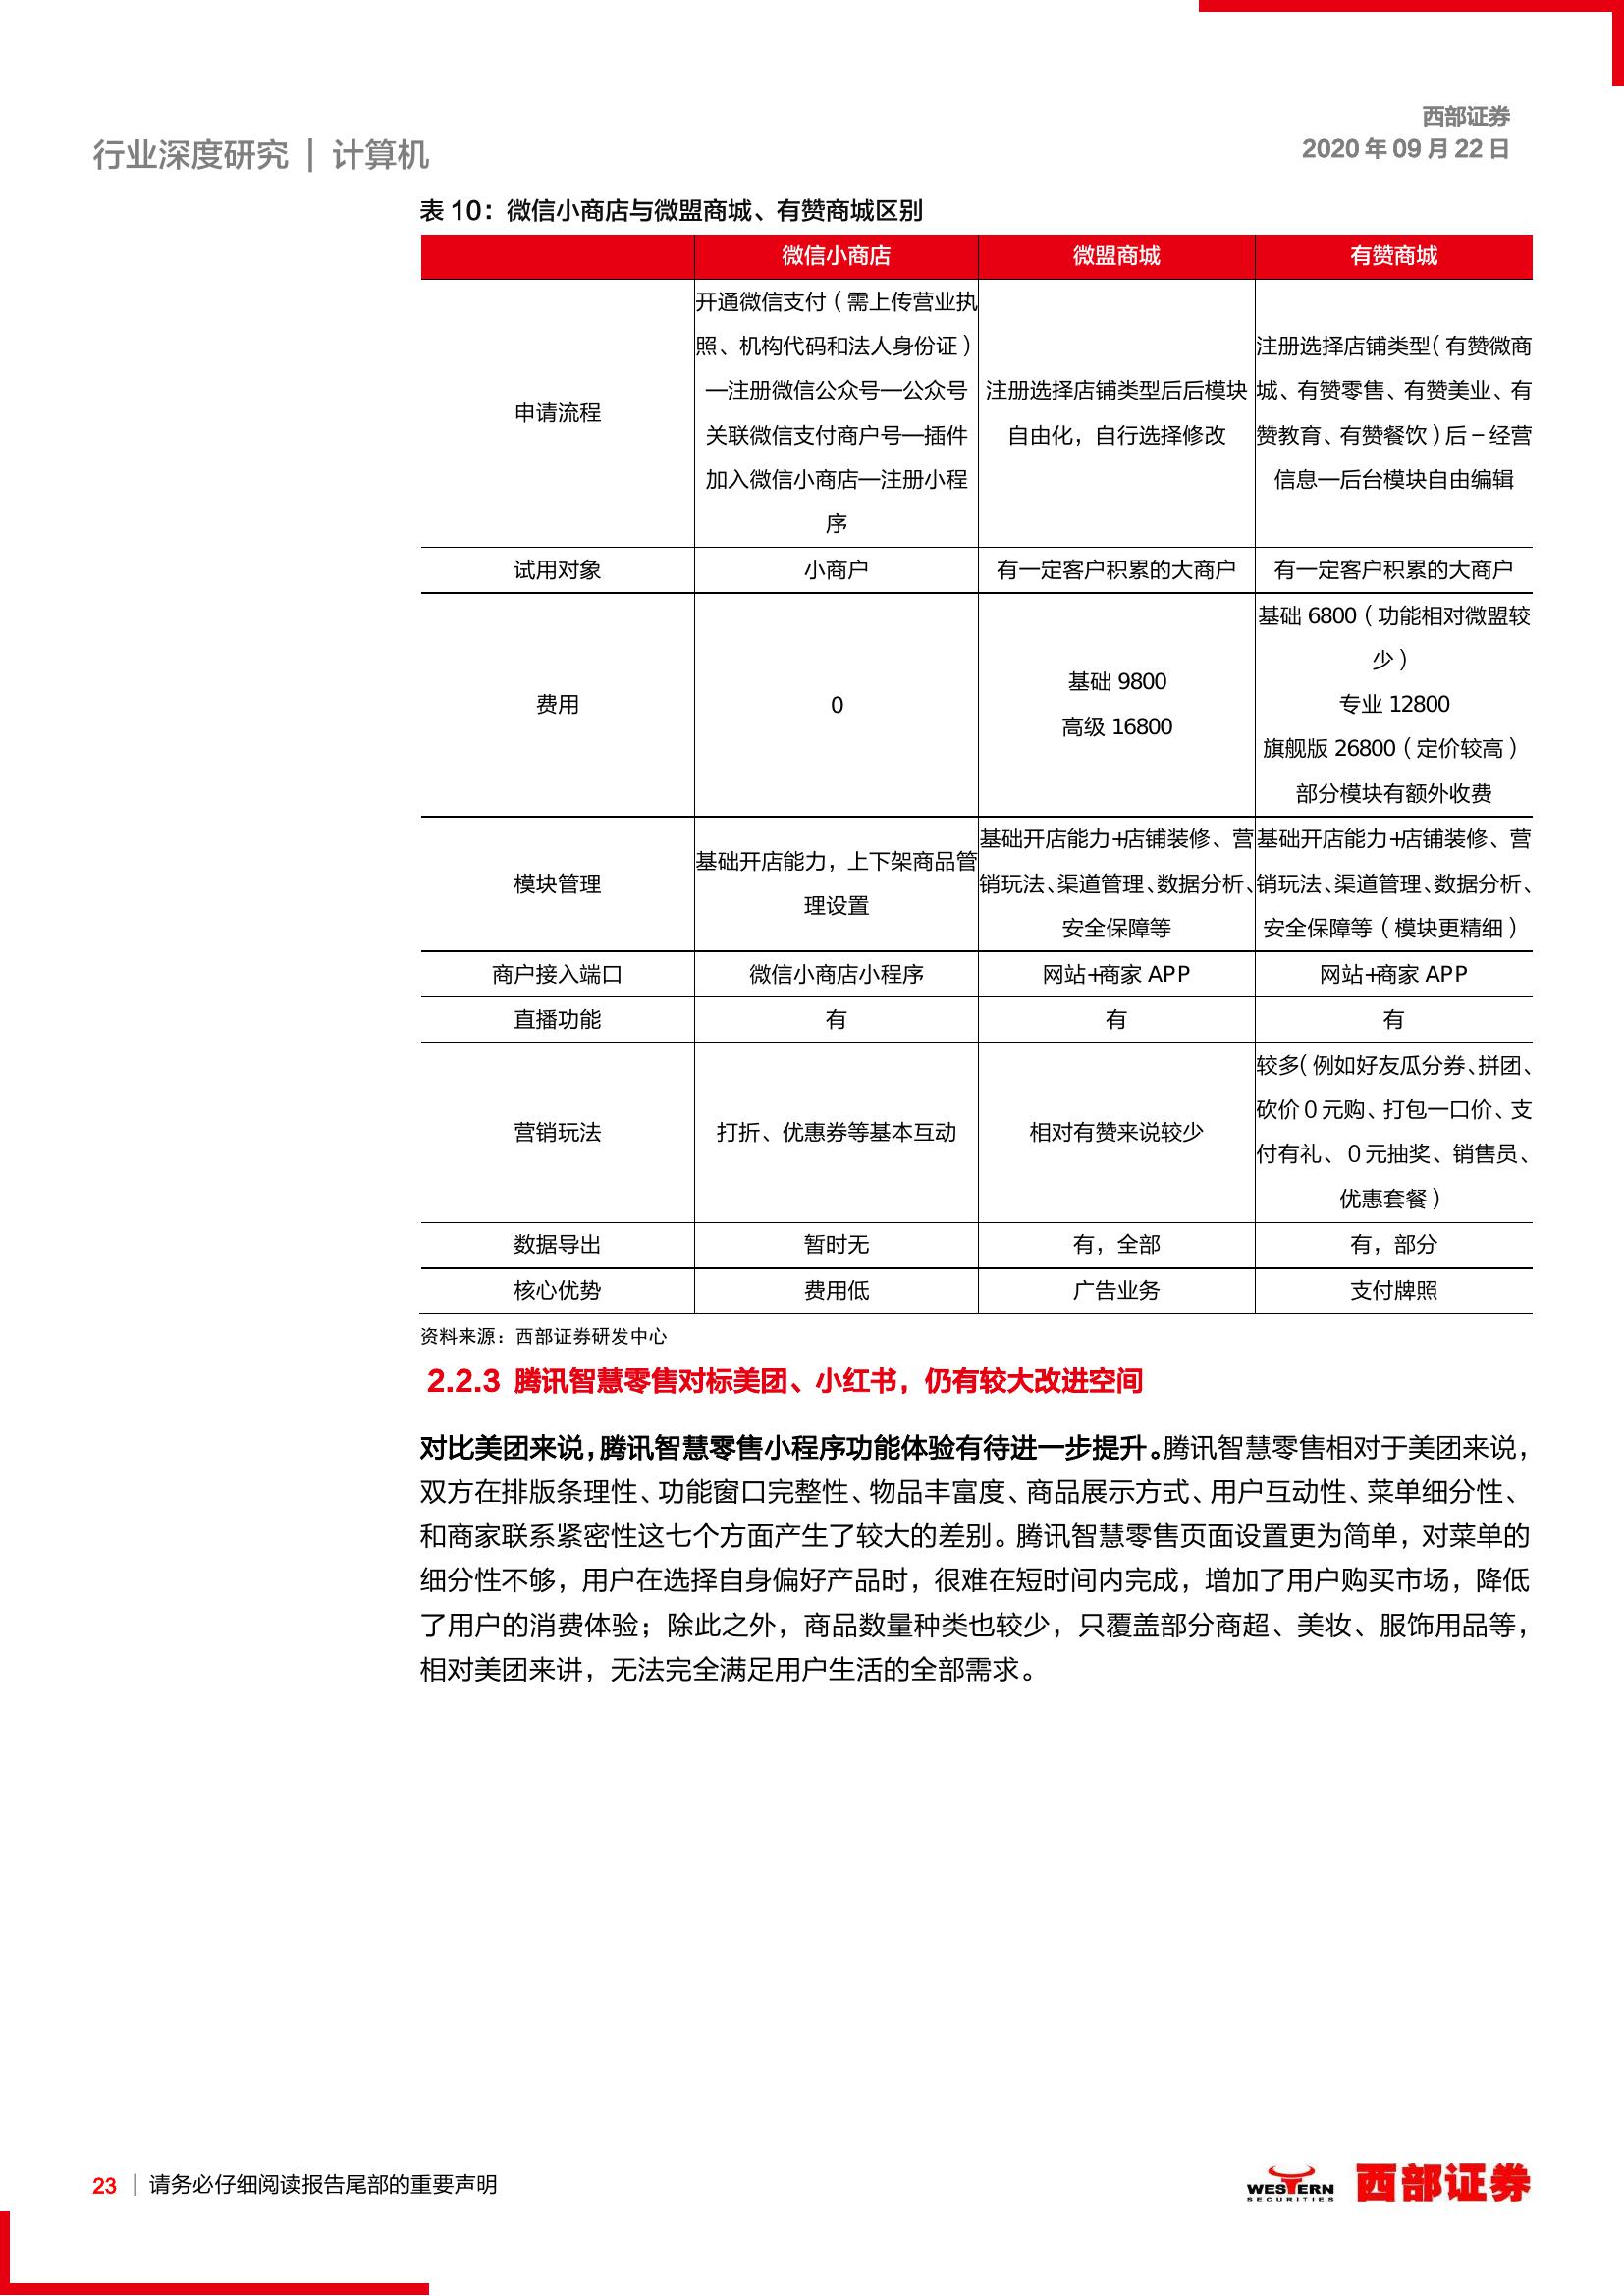 西部证券
行业深度研究 | 计算机
2020 年 09 月 22 日
表 10：微信小商店与微盟商城、有赞商城区别
微信小商店 微盟商城 有赞商城
申请流程
开通微信支付（需上传营业执
照、机构代码和法人身份证）
—注册微信公众号—公众号
关联微信支付商户号—插件
加入微信小商店—注册小程
序
注册选择店铺类型后后模块
自由化，自行选择修改
注册选择店铺类型（有赞微商
城、有赞零售、有赞美业、有
赞教育、有赞餐饮）后–经营
信息—后台模块自由编辑
试用对象 小商户 有一定客户积累的大商户 有一定客户积累的大商户
费用
0
基础 9800
高级 16800
基础 6800（功能相对微盟较
少）
专业 12800
旗舰版 26800（定价较高）
部分模块有额外收费
模块管理
基础开店能力，上下架商品管
理设置
基础开店能力+店铺装修、营
销玩法、渠道管理、数据分析、
安全保障等
基础开店能力+店铺装修、营
销玩法、渠道管理、数据分析、
安全保障等（模块更精细）
商户接入端口 微信小商店小程序 网站+商家 APP 网站+商家 APP
直播功能 有 有 有
营销玩法
打折、优惠券等基本互动
相对有赞来说较少
较多（例如好友瓜分券、拼团、
砍价 0 元购、打包一口价、支
付有礼、0 元抽奖、销售员、
优惠套餐）
数据导出 暂时无 有，全部 有，部分
核心优势 费用低 广告业务 支付牌照
资料来源：西部证券研发中心
2.2.3 腾讯智慧零售对标美团、小红书，仍有较大改进空间
对比美团来说，腾讯智慧零售小程序功能体验有待进一步提升。腾讯智慧零售相对于美团来说，
双方在排版条理性、功能窗口完整性、物品丰富度、商品展示方式、用户互动性、菜单细分性、
和商家联系紧密性这七个方面产生了较大的差别。腾讯智慧零售页面设置更为简单，对菜单的
细分性不够，用户在选择自身偏好产品时，很难在短时间内完成，增加了用户购买市场，降低
了用户的消费体验；除此之外，商品数量种类也较少，只覆盖部分商超、美妆、服饰用品等，
相对美团来讲，无法完全满足用户生活的全部需求。
23 | 请务必仔细阅读报告尾部的重要声明
WESTERN
SECURITIES
西部证券